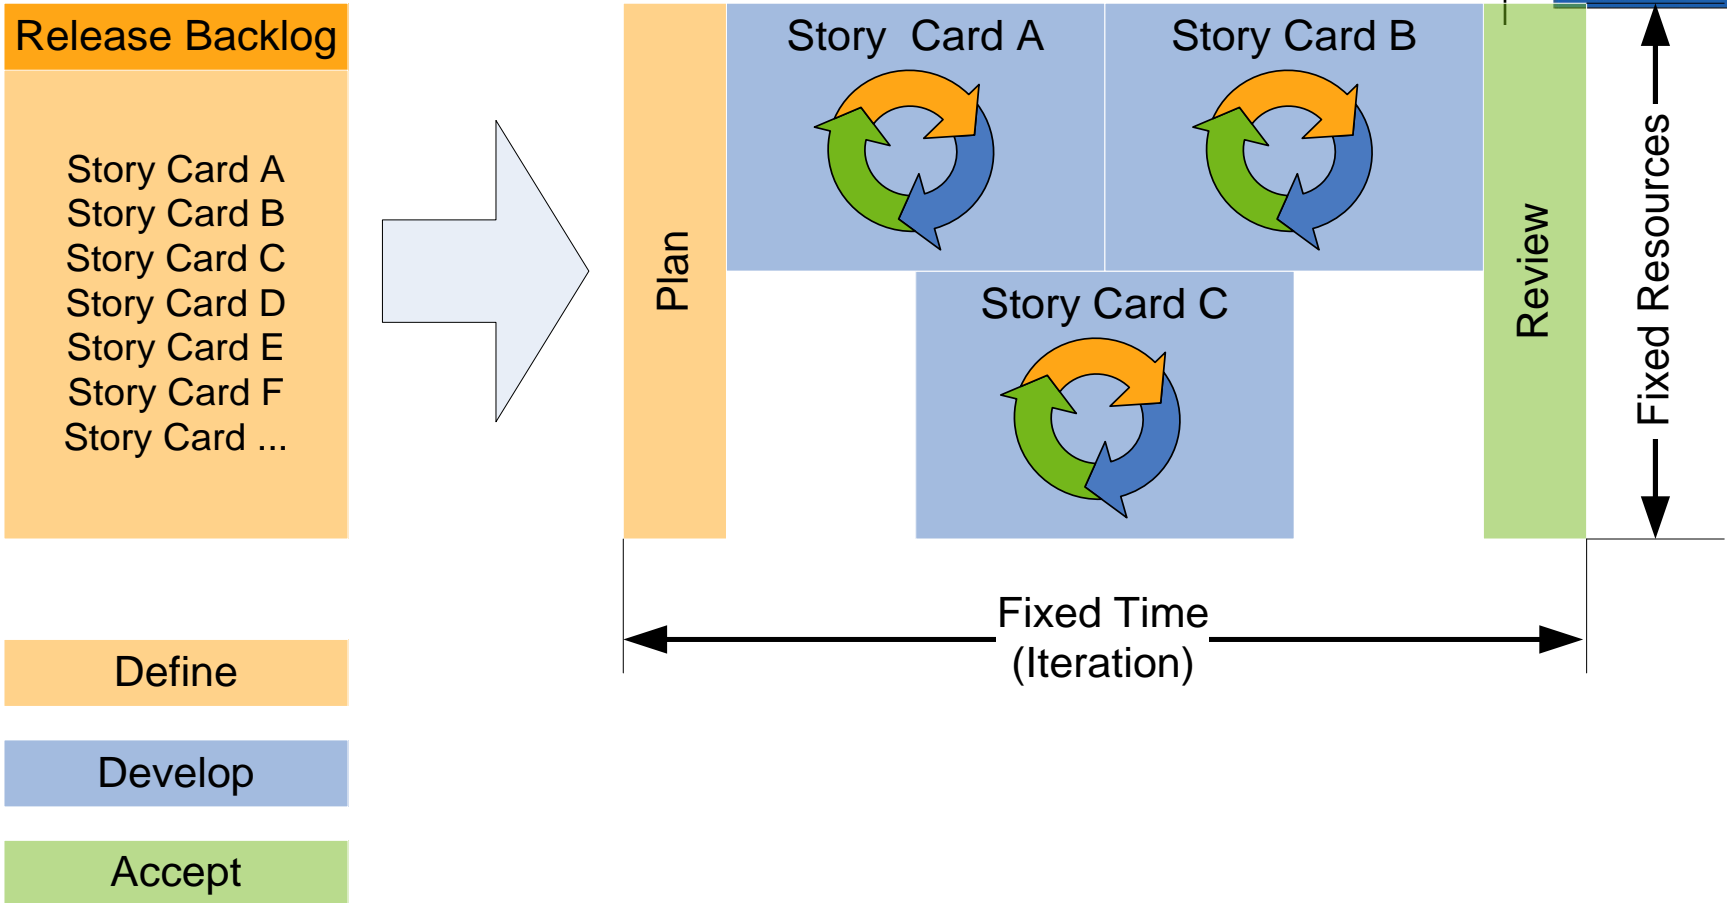 Release Backlog
Story Card A
Story Card B
Story Card C
Story Card D
Story Card E
Story Card F
Story Card ...
Define
Develop
Accept
Plan
Story Card A
Story Card B
Story Card C
Review
Fixed Resources
Fixed Time
(Iteration)